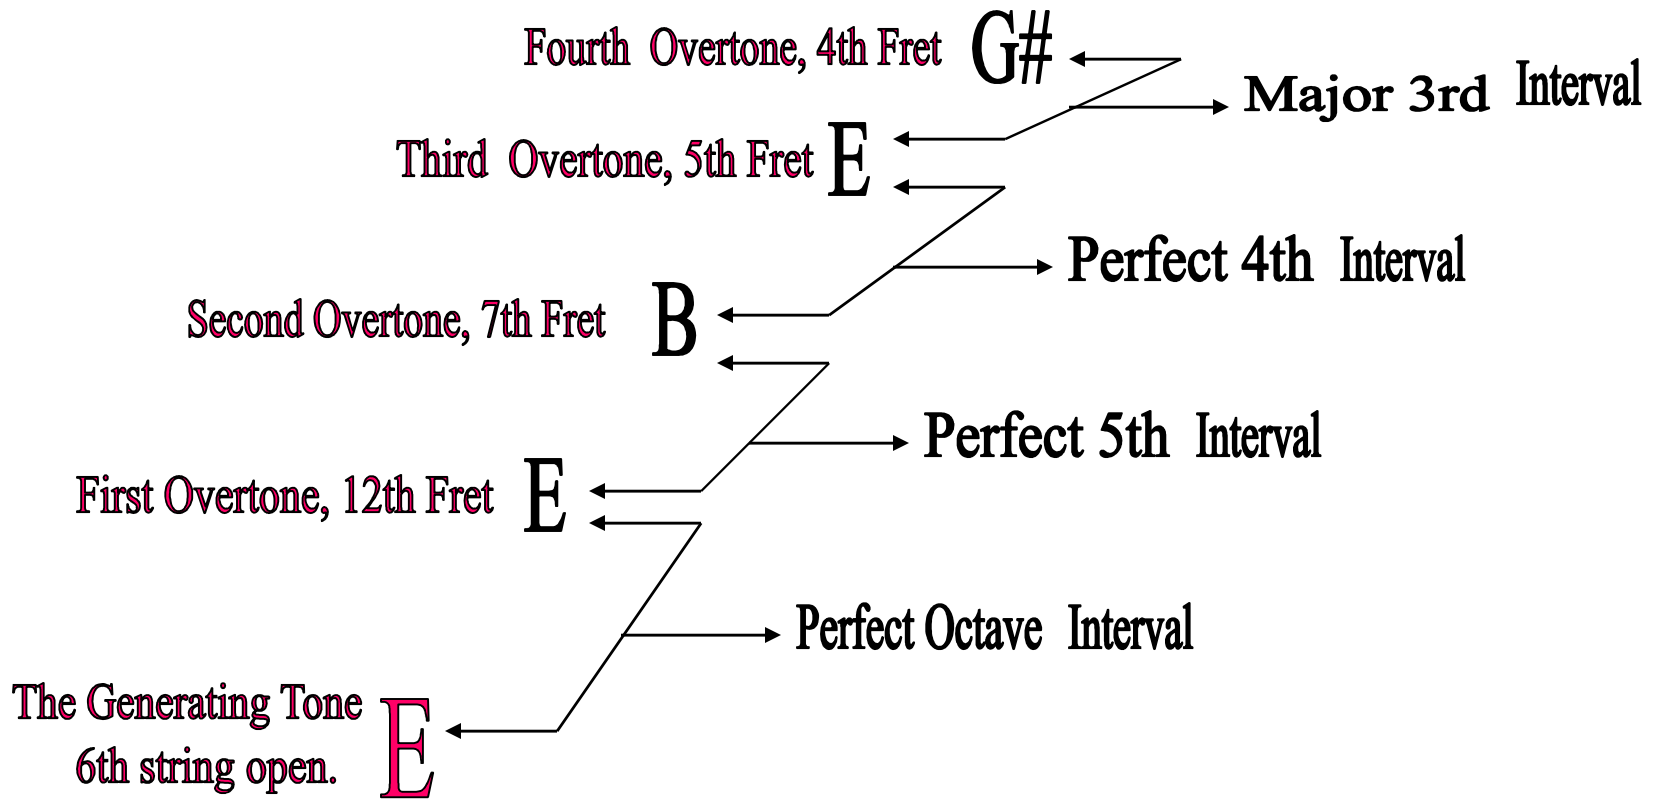 Fourth Overtone, 4th Fret G#
Major 3rd Interval
Third Overtone, 5th Fret E
Perfect 4th Interval
Second Overtone, 7th Fret B
Perfect 5th Interval
First Overtone, 12th Fret E
Perfect Octave Interval
The Generating Tone
6th string open. E